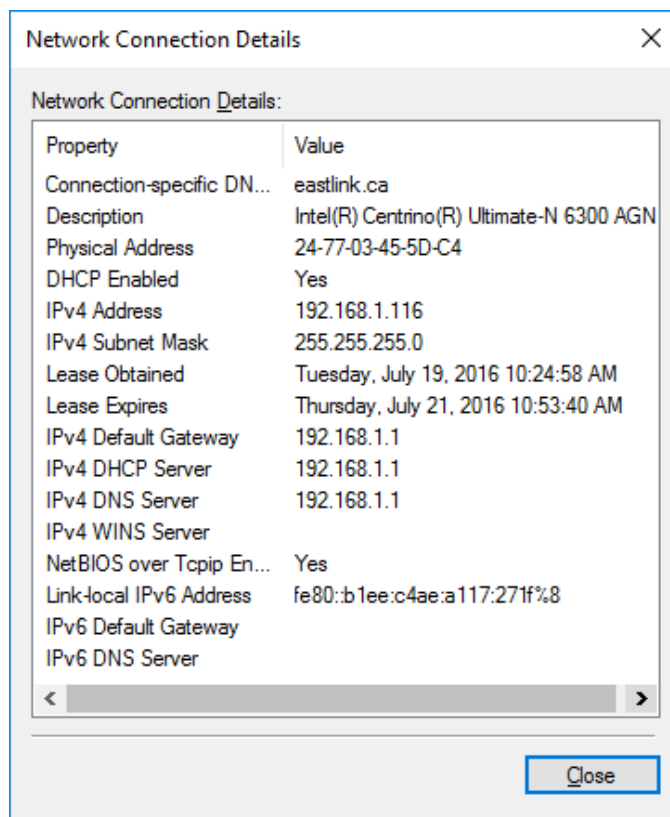 Network Connection Details
Network Connection Details:
Property Value
Connection-specific DN... eastlink.ca
Description Intel(R) Centrino(R) Ultimate-N 6300 AGN
Physical Address 24-77-03-45-5D-C4
DHCP Enabled Yes
IPv4 Address 192.168.1.116
IPv4 Subnet Mask 255.255.255.0
Lease Obtained Tuesday, July 19, 2016 10:24:58 AM
Lease Expires Thursday, July 21, 2016 10:53:40 AM
IPv4 Default Gateway 192.168.1.1
IPv4 DHCP Server 192.168.1.1
IPv4 DNS Server 192.168.1.1
IPv4 WINS Server
NetBIOS over Tcpip En... Yes
Link-local IPv6 Address fe80::b1ee:c4ae:a117:271f%8
IPv6 Default Gateway
IPv6 DNS Server
Close